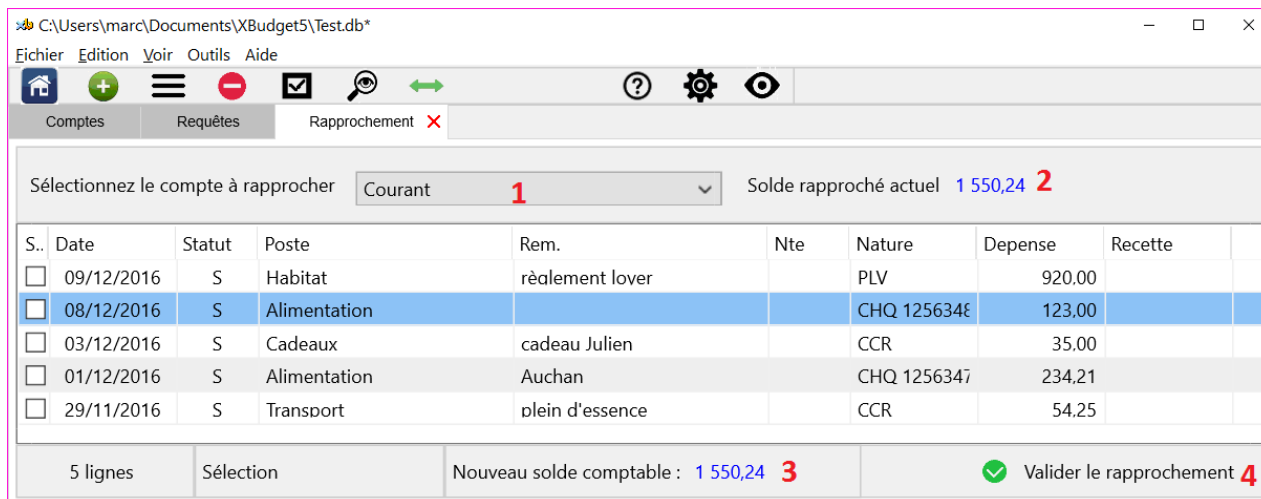 C:\Users\marc\Documents\XBudget5\Test.db*
Fichier Edition Voir Outils Aide
Comptes Requêtes Rapprochement
Sélectionnez le compte à rapprocher Courant 1 Solde rapproché actuel 1 550,24 2
S.. Date Statut Poste Rem. Nte Nature Depense Recette
09/12/2016 S Habitat règlement loyer PLV 920,00
08/12/2016 S Alimentation CHQ 1256348 123,00
03/12/2016 S Cadeaux cadeau Julien CCR 35,00
01/12/2016 S Alimentation Auchan CHQ 1256347 234,21
29/11/2016 S Transport plein d'essence CCR 54,25
5 lignes Sélection Nouveau solde comptable : 1 550,24 3 Valider le rapprochement 4